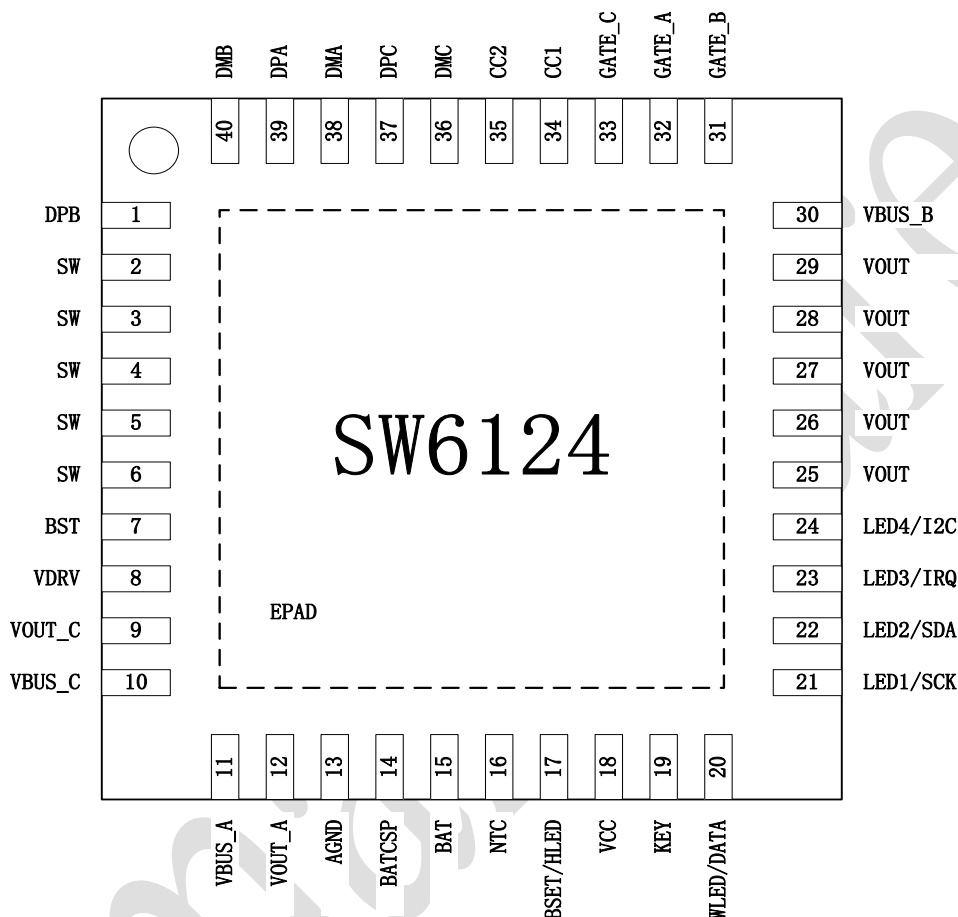 DMB DPA DMA DPC DMC CC2 CC1 GATE_C GATE_A GATE_B
40 39 38 37 36 35 34 33 32 31
DPB 1 30 VBUS_B
SW 2 29 VOUT
SW 3 28 VOUT
SW 4 27 VOUT
SW 5 26 VOUT
SW 6 25 VOUT
SW6124
BST 7 24 LED4/I2C
VDRV 8 23 LED3/IRQ
EPAD
VOUT_C 9 22 LED2/SDA
VBUS_C 10 21 LED1/SCK
11 12 13 14 15 16 17 18 19 20
VBUS_A VOUT_A AGND BATCSP BAT NTC BSET/HLED VCC KEY WLED/DATA